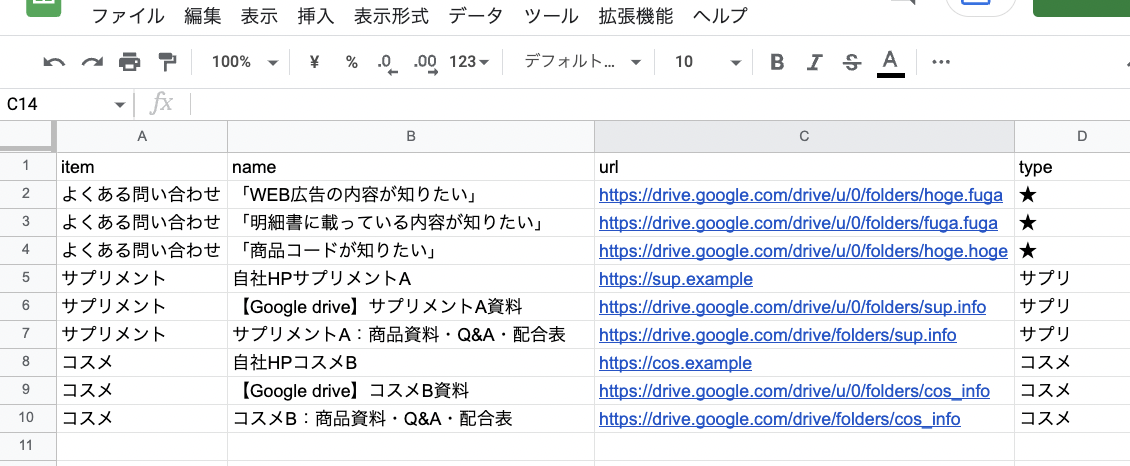 ファイル 編集 表示 挿入 表示形式 データ ツール 拡張機能 ヘルプ
100% ¥ % .0 .00 123 デフォルト... 10 B I S A
C14 fx
A B C D
1 item name url type
2 よくある問い合わせ 「WEB広告の内容が知りたい」 https://drive.google.com/drive/u/0/folders/hoge.fuga ★
3 よくある問い合わせ 「明細書に載っている内容が知りたい」 https://drive.google.com/drive/u/0/folders/fuga.fuga ★
4 よくある問い合わせ 「商品コードが知りたい」 https://drive.google.com/drive/u/0/folders/hoge.hoge ★
5 サプリメント 自社HPサプリメントA https://sup.example サプリ
6 サプリメント 【Google drive】サプリメントA資料 https://drive.google.com/drive/u/0/folders/sup.info サプリ
7 サプリメント サプリメントA：商品資料・Q&A・配合表 https://drive.google.com/drive/folders/sup.info サプリ
8 コスメ 自社HPコスメB https://cos.example コスメ
9 コスメ 【Google drive】コスメB資料 https://drive.google.com/drive/u/0/folders/cos_info コスメ
10 コスメ コスメB：商品資料・Q&A・配合表 https://drive.google.com/drive/folders/cos_info コスメ
11